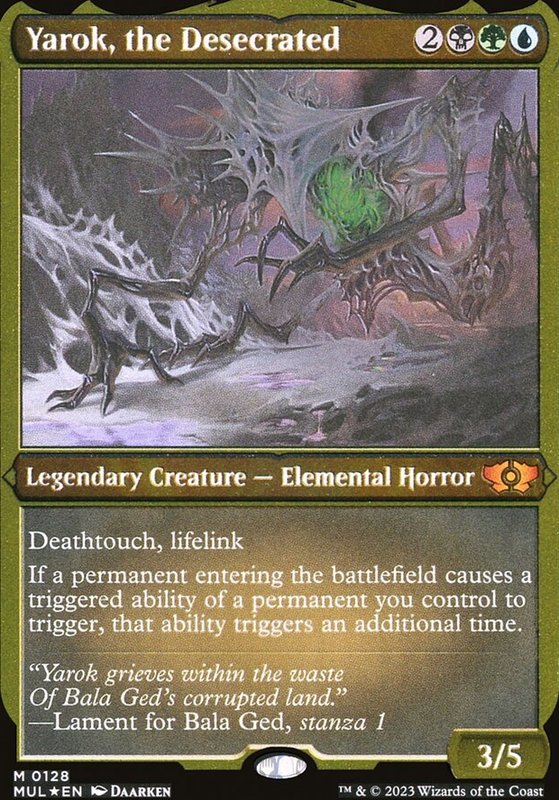 Yarok, the Desecrated 2
Legendary Creature — Elemental Horror
Deathtouch, lifelink
If a permanent entering the battlefield causes a
triggered ability of a permanent you control to
trigger, that ability triggers an additional time.
“Yarok grieves within the waste
Of Bala Ged’s corrupted land.”
—Lament for Bala Ged, stanza 1
3/5
M 0128
MUL★EN Daarken
™ & © 2023 Wizards of the Coast